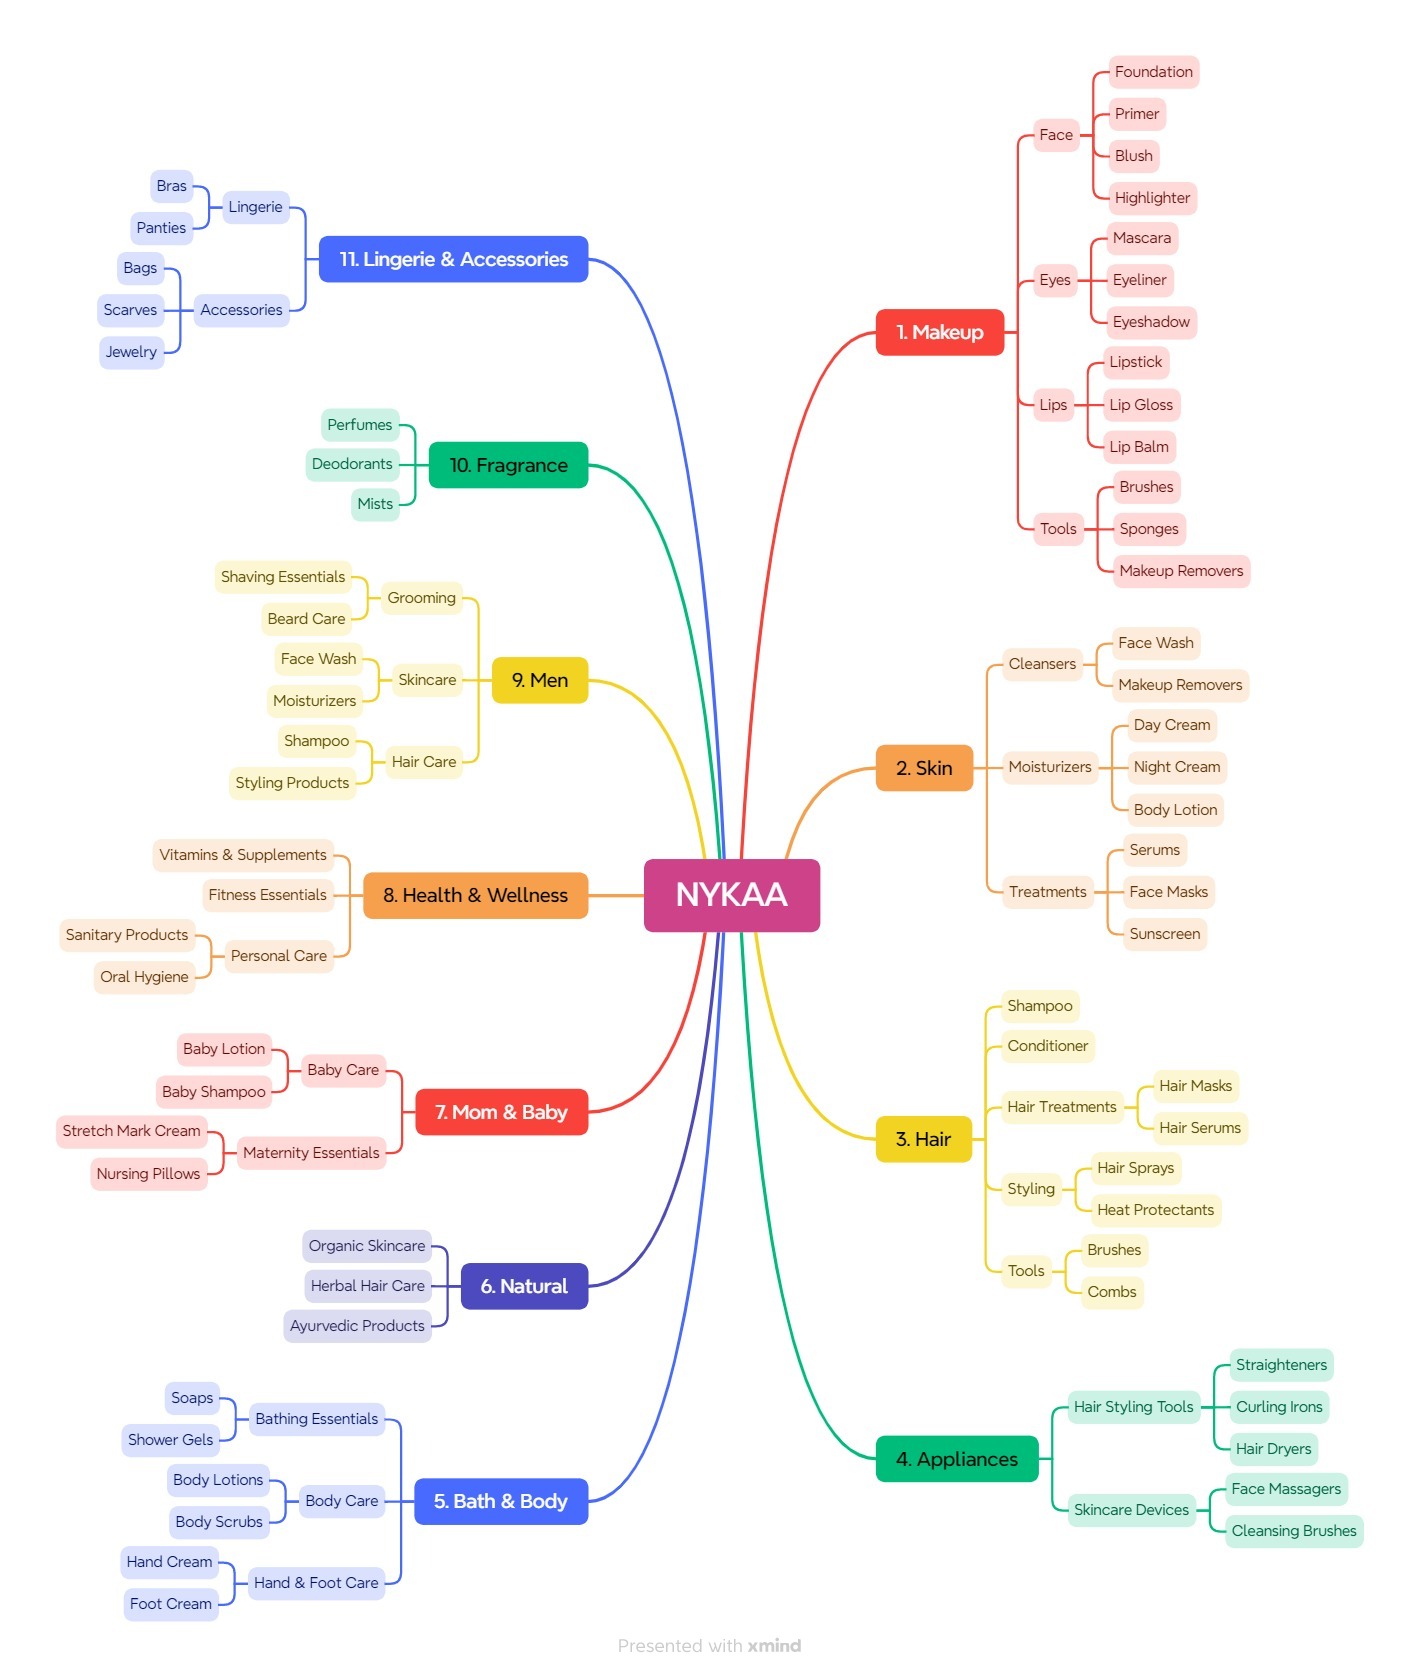 NYKAA
1. Makeup
Face
Foundation
Primer
Blush
Highlighter
Eyes
Mascara
Eyeliner
Eyeshadow
Lips
Lipstick
Lip Gloss
Lip Balm
Tools
Brushes
Sponges
Makeup Removers
2. Skin
Cleansers
Face Wash
Makeup Removers
Moisturizers
Day Cream
Night Cream
Body Lotion
Treatments
Serums
Face Masks
Sunscreen
3. Hair
Shampoo
Conditioner
Hair Treatments
Hair Masks
Hair Serums
Styling
Hair Sprays
Heat Protectants
Tools
Brushes
Combs
4. Appliances
Hair Styling Tools
Straighteners
Curling Irons
Hair Dryers
Skincare Devices
Face Massagers
Cleansing Brushes
5. Bath & Body
Bathing Essentials
Soaps
Shower Gels
Body Care
Body Lotions
Body Scrubs
Hand & Foot Care
Hand Cream
Foot Cream
6. Natural
Organic Skincare
Herbal Hair Care
Ayurvedic Products
7. Mom & Baby
Baby Care
Baby Lotion
Baby Shampoo
Maternity Essentials
Stretch Mark Cream
Nursing Pillows
8. Health & Wellness
Vitamins & Supplements
Fitness Essentials
Personal Care
Sanitary Products
Oral Hygiene
9. Men
Grooming
Shaving Essentials
Beard Care
Skincare
Face Wash
Moisturizers
Hair Care
Shampoo
Styling Products
10. Fragrance
Perfumes
Deodorants
Mists
11. Lingerie & Accessories
Lingerie
Bras
Panties
Accessories
Bags
Scarves
Jewelry
Presented with xmind